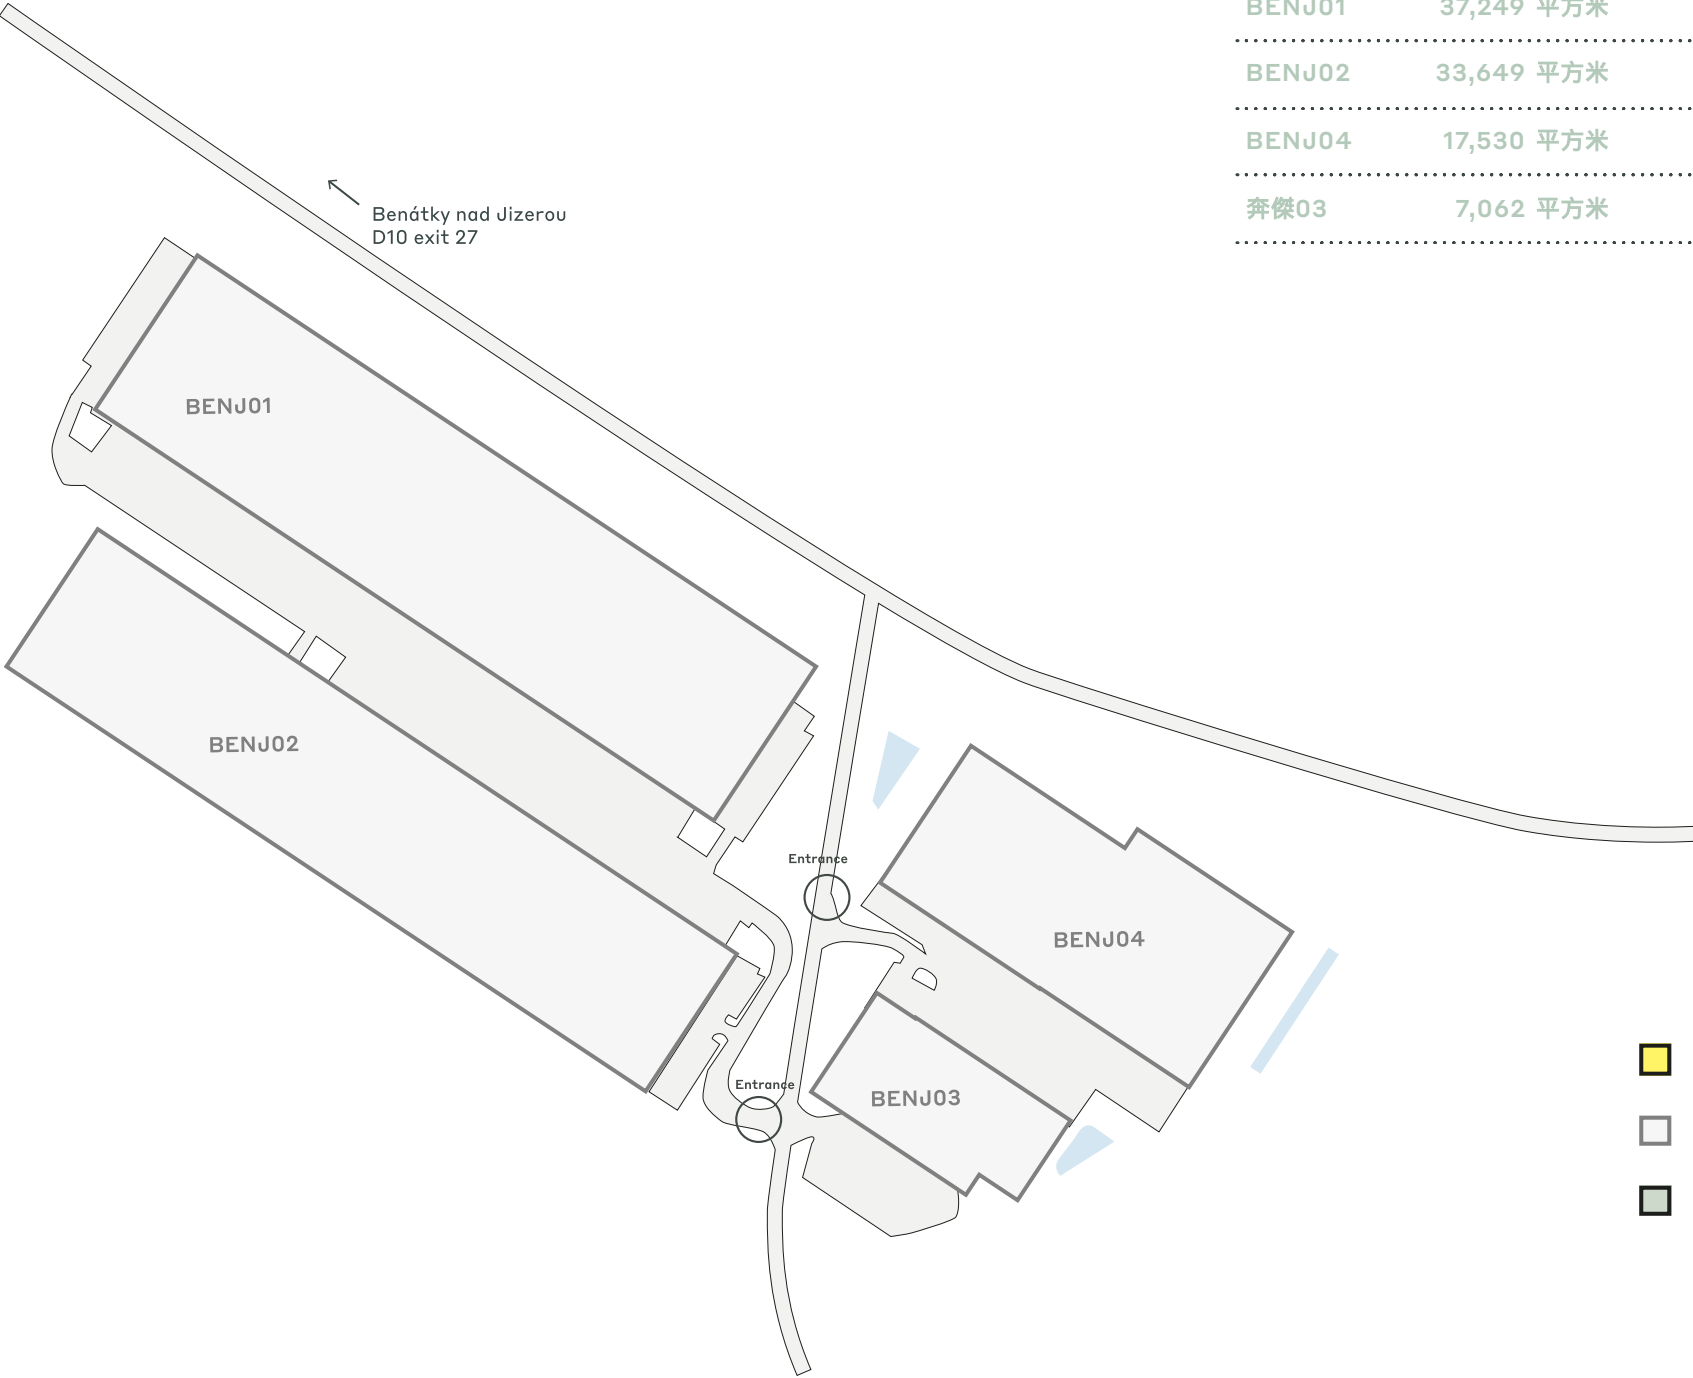 BENJ01 37,249 平方米
BENJ02 33,649 平方米
BENJ04 17,530 平方米
奔傑03 7,062 平方米
Benátky nad Jizerou
D10 exit 27
BENJ01
BENJ02
Entrance
BENJ04
Entrance
BENJ03